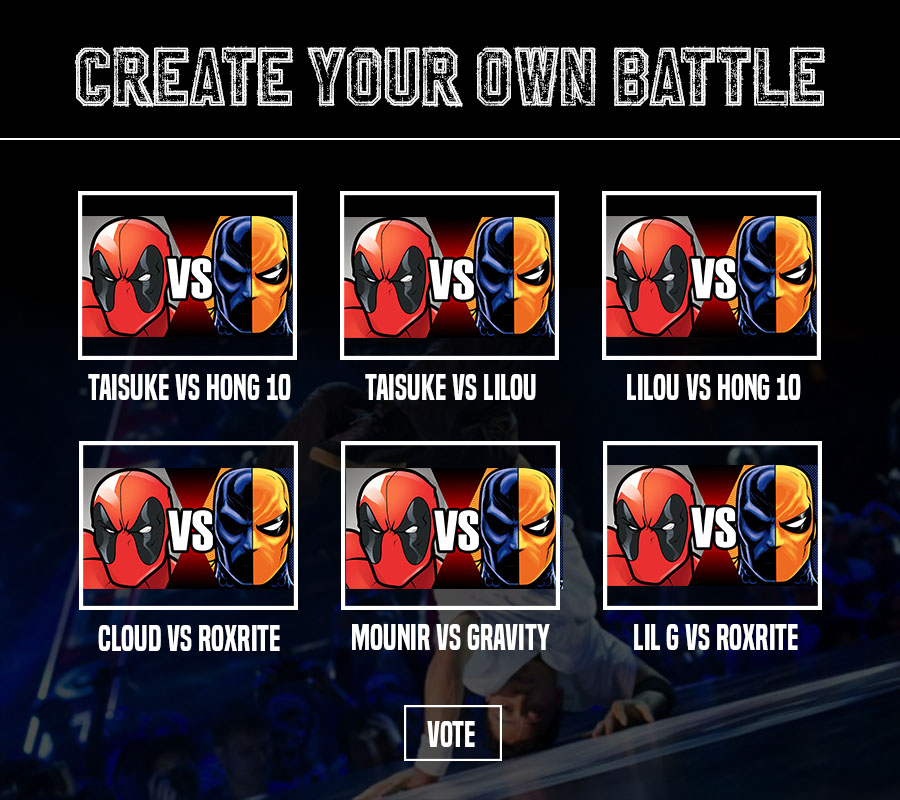 CREATE YOUR OWN BATTLE
VS
VS
VS
TAISUKE VS HONG 10
TAISUKE VS LILOU
LILOU VS HONG 10
VS
VS
VS
CLOUD VS ROXRITE
MOUNIR VS GRAVITY
LIL G VS ROXRITE
VOTE